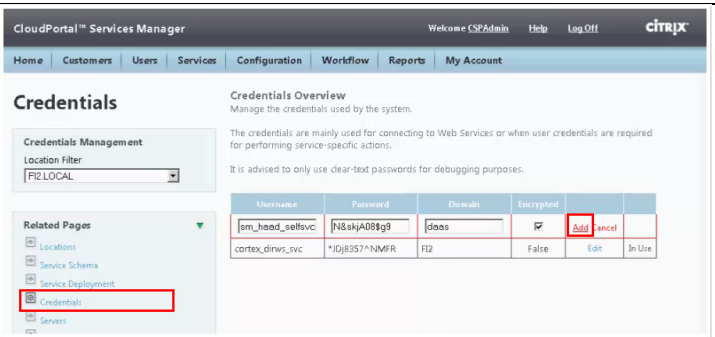 CloudPortal™ Services Manager
Welcome CSPAdmin Help Log Off
CİTRIX
Home Customers Users Services Configuration Workflow Reports My Account
Credentials
Credentials Management
Location Filter
FI2.LOCAL
Related Pages
Locations
Service Schema
Service Deployment
Credentials
Servers
Credentials Overview
Manage the credentials used by the system.
The credentials are mainly used for connecting to Web Services or when user credentials are required
for performing service-specific actions.
It is advised to only use clear-text passwords for debugging purposes.
Username Password Domain Encrypted
sm_haad_selfsvc N&skjA08$g9 daas Add Cancel
cortex_dirws_svc *JDj8357^NMFR FI2 False Edit In Use